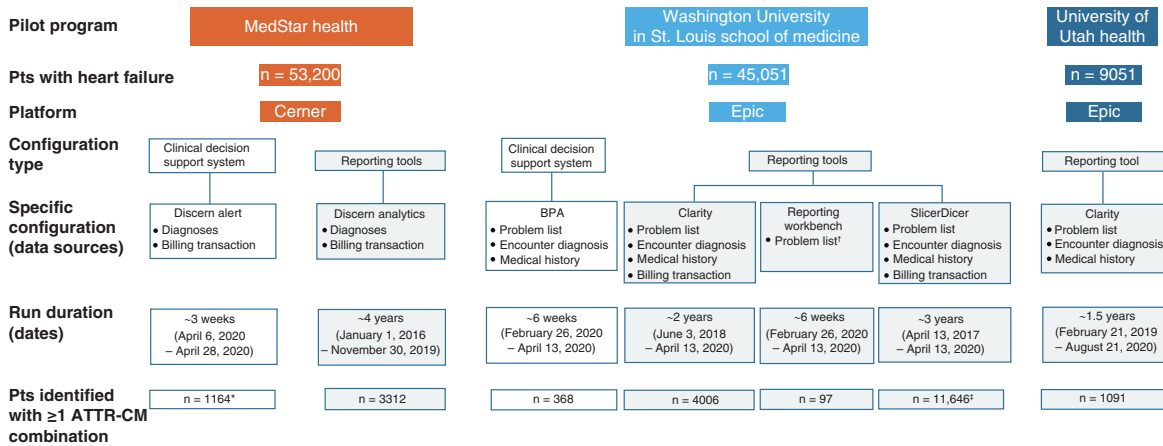 Pilot program
MedStar health
Washington University
in St. Louis school of medicine
University of
Utah health
Pts with heart failure
n = 53,200
n = 45,051
n = 9051
Platform
Cerner
Epic
Epic
Configuration
type
Clinical decision
support system
Reporting tools
Clinical decision
support system
Reporting tools
Reporting tool
Specific
configuration
(data sources)
Discern alert
• Diagnoses
• Billing transaction
Discern analytics
• Diagnoses
• Billing transaction
BPA
• Problem list
• Encounter diagnosis
• Medical history
Clarity
• Problem list
• Encounter diagnosis
• Medical history
• Billing transaction
Reporting
workbench
• Problem list†
SlicerDicer
• Problem list
• Encounter diagnosis
• Medical history
• Billing transaction
Clarity
• Problem list
• Encounter diagnosis
• Medical history
Run duration
(dates)
~3 weeks
(April 6, 2020
– April 28, 2020)
~4 years
(January 1, 2016
– November 30, 2019)
~6 weeks
(February 26, 2020
– April 13, 2020)
~2 years
(June 3, 2018
– April 13, 2020)
~6 weeks
(February 26, 2020
– April 13, 2020)
~3 years
(April 13, 2017
– April 13, 2020)
~1.5 years
(February 21, 2019
– August 21, 2020)
Pts identified
with ≥1 ATTR-CM
combination
n = 1164*
n = 3312
n = 368
n = 4006
n = 97
n = 11,646‡
n = 1091